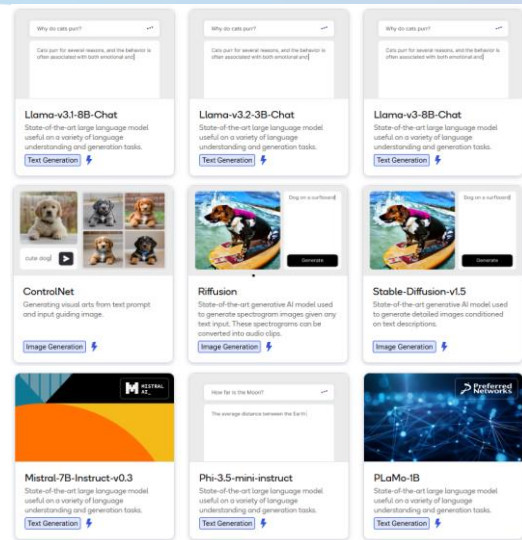 Why do cats purr?
Cats purr for several reasons, and the behavior is
often associated with both emotional and
Llama-v3.1-8B-Chat
State-of-the-art large language model
useful on a variety of language
understanding and generation tasks.
Text Generation
Why do cats purr?
Cats purr for several reasons, and the behavior is
often associated with both emotional and
Llama-v3.2-3B-Chat
State-of-the-art large language model
useful on a variety of language
understanding and generation tasks.
Text Generation
Why do cats purr?
Cats purr for several reasons, and the behavior is
often associated with both emotional and
Llama-v3-8B-Chat
State-of-the-art large language model
useful on a variety of language
understanding and generation tasks.
Text Generation
cute dog
ControlNet
Generating visual arts from text prompt
and input guiding image.
Image Generation
Dog on a surfboard
Generate
Riffusion
State-of-the-art generative AI model used
to generate spectrogram images given any
text input. These spectrograms can be
converted into audio clips.
Image Generation
Dog on a surfboard
Generate
Stable-Diffusion-v1.5
State-of-the-art generative AI model used
to generate detailed images conditioned
on text descriptions.
Image Generation
MISTRAL
AI_
Mistral-7B-Instruct-v0.3
State-of-the-art large language model
useful on a variety of language
understanding and generation tasks.
Text Generation
How far is the Moon?
The average distance between the Earth
Phi-3.5-mini-instruct
State-of-the-art large language model
useful on a variety of language
understanding and generation tasks.
Text Generation
Preferred
Networks
PLaMo-1B
State-of-the-art large language model
useful on a variety of language
understanding and generation tasks.
Text Generation